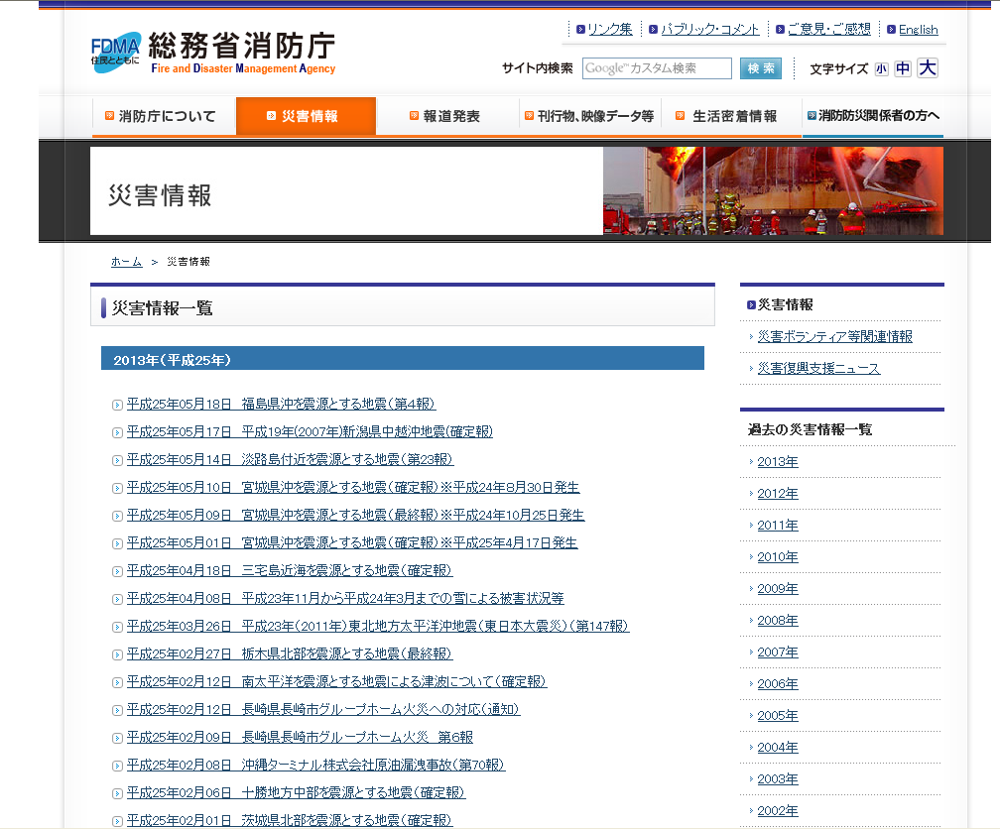 リンク集 パブリック・コメント ご意見・ご感想 English
FDMA 住民とともに 総務省消防庁
Fire and Disaster Management Agency
サイト内検索 Google™カスタム検索 検索 文字サイズ 小 中 大
消防庁について 災害情報 報道発表 刊行物、映像データ等 生活密着情報 消防防災関係者の方へ
災害情報
ホーム > 災害情報
災害情報一覧
2013年（平成25年）
平成25年05月18日 福島県沖を震源とする地震（第4報）
平成25年05月17日 平成19年(2007年)新潟県中越沖地震(確定報)
平成25年05月14日 淡路島付近を震源とする地震（第23報）
平成25年05月10日 宮城県沖を震源とする地震（確定報）※平成24年8月30日発生
平成25年05月09日 宮城県沖を震源とする地震（最終報）※平成24年10月25日発生
平成25年05月01日 宮城県沖を震源とする地震（確定報）※平成25年4月17日発生
平成25年04月18日 三宅島近海を震源とする地震（確定報）
平成25年04月08日 平成23年11月から平成24年3月までの雪による被害状況等
平成25年03月26日 平成23年（2011年）東北地方太平洋沖地震（東日本大震災）（第147報）
平成25年02月27日 栃木県北部を震源とする地震（最終報）
平成25年02月12日 南太平洋を震源とする地震による津波について（確定報）
平成25年02月12日 長崎県長崎市グループホーム火災への対応（通知）
平成25年02月09日 長崎県長崎市グループホーム火災 第6報
平成25年02月08日 沖縄ターミナル株式会社原油漏洩事故（第70報）
平成25年02月06日 十勝地方中部を震源とする地震（確定報）
平成25年02月01日 茨城県北部を震源とする地震（確定報）
災害情報
災害ボランティア等関連情報
災害復興支援ニュース
過去の災害情報一覧
2013年
2012年
2011年
2010年
2009年
2008年
2007年
2006年
2005年
2004年
2003年
2002年